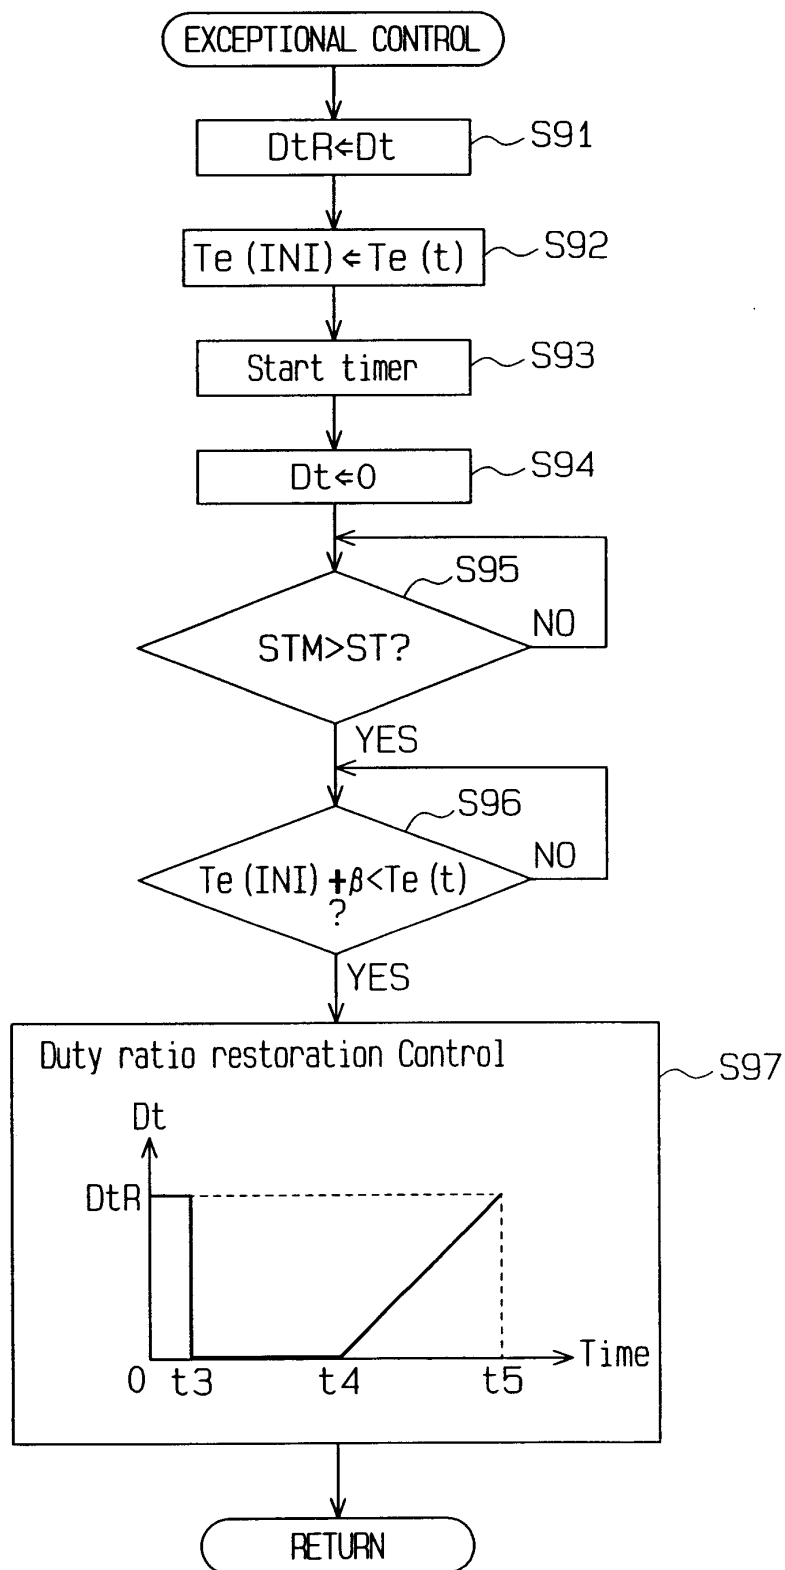 EXCEPTIONAL CONTROL
DtR⇐Dt
S91
Te (INI) ⇐ Te (t)
S92
Start timer
S93
Dt⇐0
S94
S95
STM>ST?
NO
YES
S96
Te (INI) +β<Te (t)
?
NO
YES
Duty ratio restoration Control
S97
Dt
DtR
Time
0 t3 t4 t5
RETURN